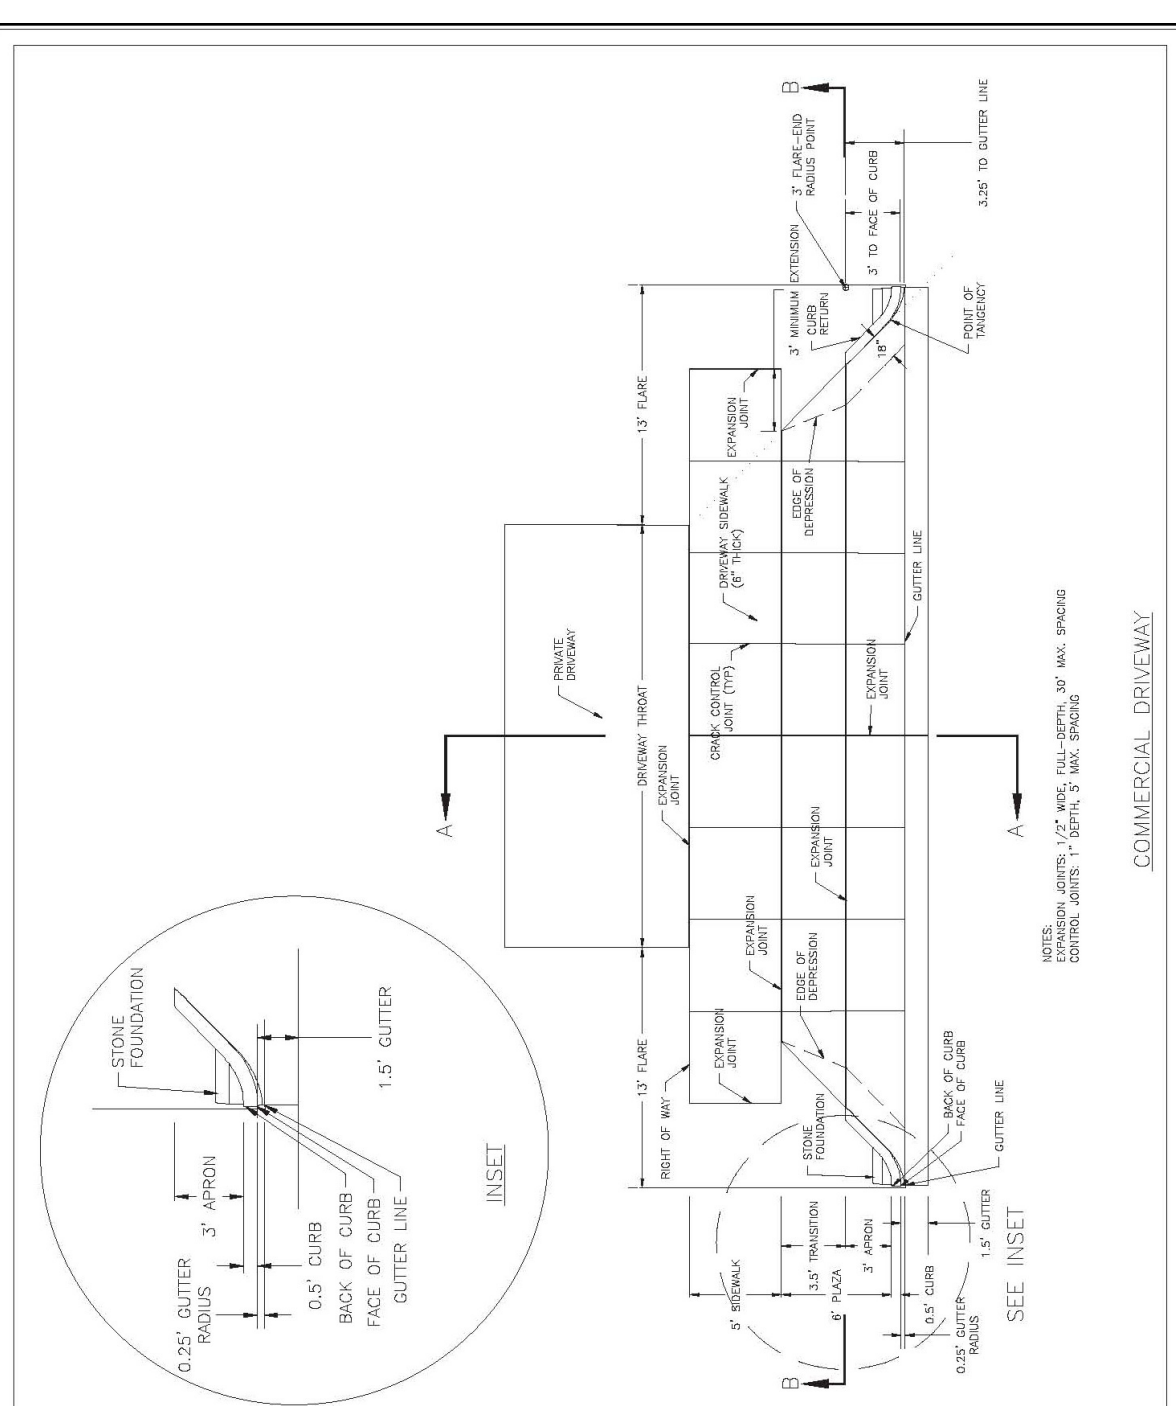 B
3' FLARE-END
RADIUS POINT
3.25' TO GUTTER LINE
3' TO FACE OF CURB
3' MINIMUM EXTENSION
CURB
RETURN
18"
POINT OF
TANGENCY
13' FLARE
EXPANSION
JOINT
EDGE OF
DEPRESSION
DRIVEWAY SIDEWALK
(6" THICK)
GUTTER LINE
PRIVATE
DRIVEWAY
DRIVEWAY THROAT
CRACK CONTROL
JOINT (TYP)
EXPANSION
JOINT
EXPANSION
JOINT
A
A
EXPANSION
JOINT
EXPANSION
JOINT
EDGE OF
DEPRESSION
EXPANSION
JOINT
13' FLARE
RIGHT OF WAY
STONE
FOUNDATION
BACK OF CURB
FACE OF CURB
GUTTER LINE
5' SIDEWALK
3.5' TRANSITION
6' PLAZA
3' APRON
0.5' CURB
1.5' GUTTER
0.25' GUTTER
RADIUS
SEE INSET
B
STONE
FOUNDATION
1.5' GUTTER
3' APRON
0.25' GUTTER
RADIUS
0.5' CURB
BACK OF CURB
FACE OF CURB
GUTTER LINE
INSET
NOTES:
EXPANSION JOINTS: 1/2" WIDE, FULL-DEPTH, 30' MAX. SPACING
CONTROL JOINTS: 1" DEPTH, 5' MAX. SPACING
COMMERCIAL DRIVEWAY